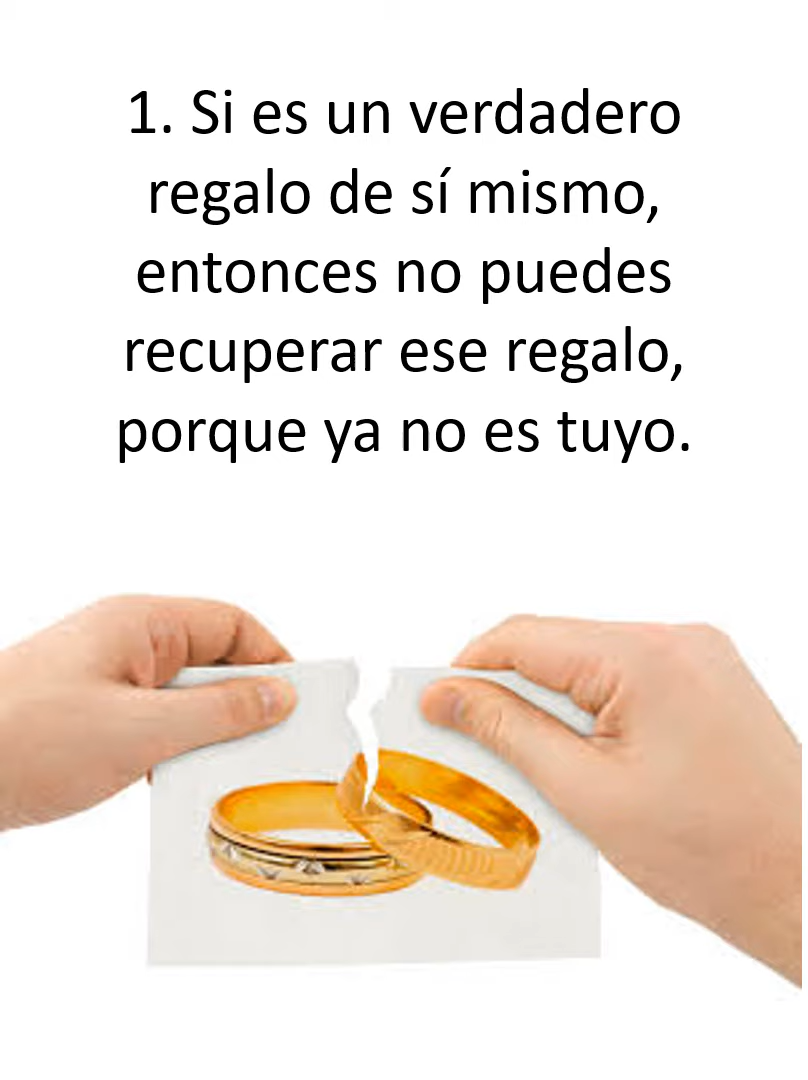 1. Si es un verdadero
regalo de sí mismo,
entonces no puedes
recuperar ese regalo,
porque ya no es tuyo.